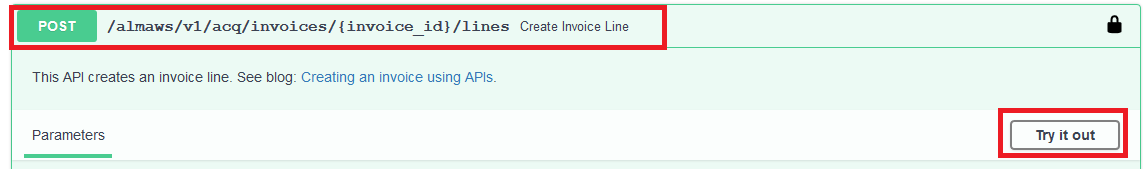 POST /almaws/v1/acq/invoices/{invoice_id}/lines Create Invoice Line
This API creates an invoice line. See blog: Creating an invoice using APIs.
Parameters
Try it out